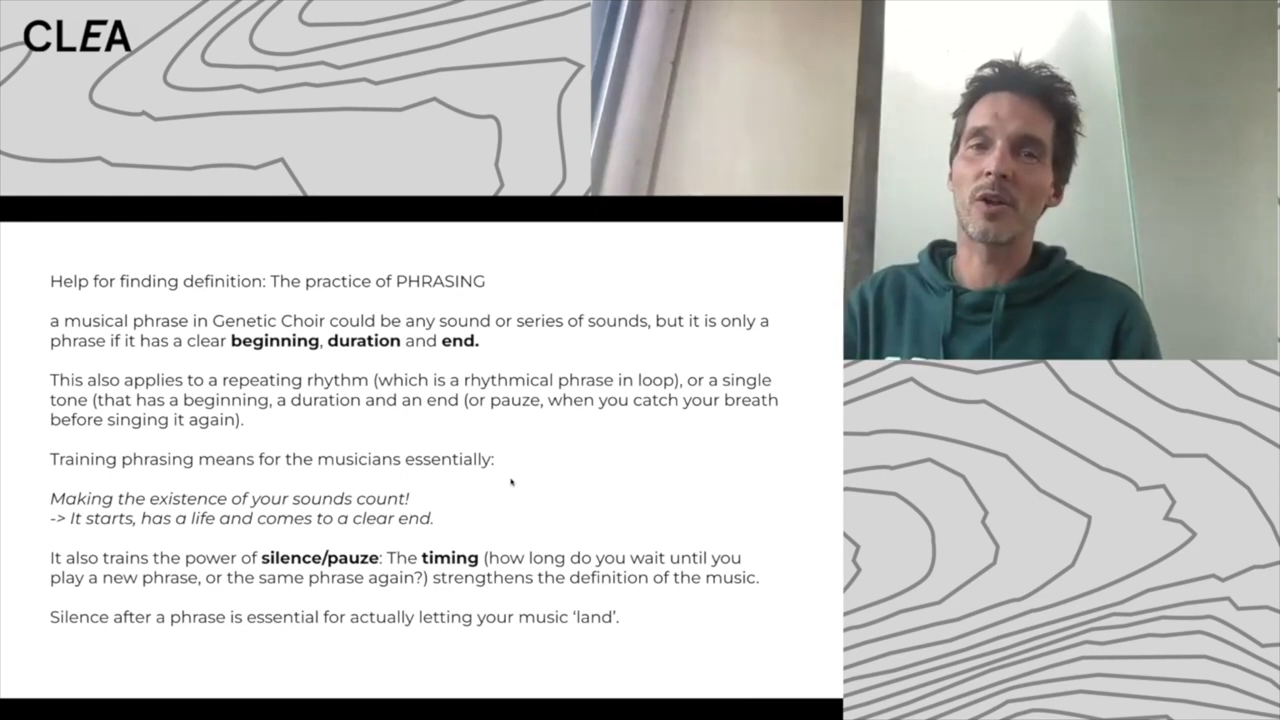 CLEA
Help for finding definition: The practice of PHRASING
a musical phrase in Genetic Choir could be any sound or series of sounds, but it is only a
phrase if it has a clear beginning, duration and end.
This also applies to a repeating rhythm (which is a rhythmical phrase in loop), or a single
tone (that has a beginning, a duration and an end (or pauze, when you catch your breath
before singing it again).
Training phrasing means for the musicians essentially:
Making the existence of your sounds count!
-> It starts, has a life and comes to a clear end.
It also trains the power of silence/pauze: The timing (how long do you wait until you
play a new phrase, or the same phrase again?) strengthens the definition of the music.
Silence after a phrase is essential for actually letting your music ‘land’.